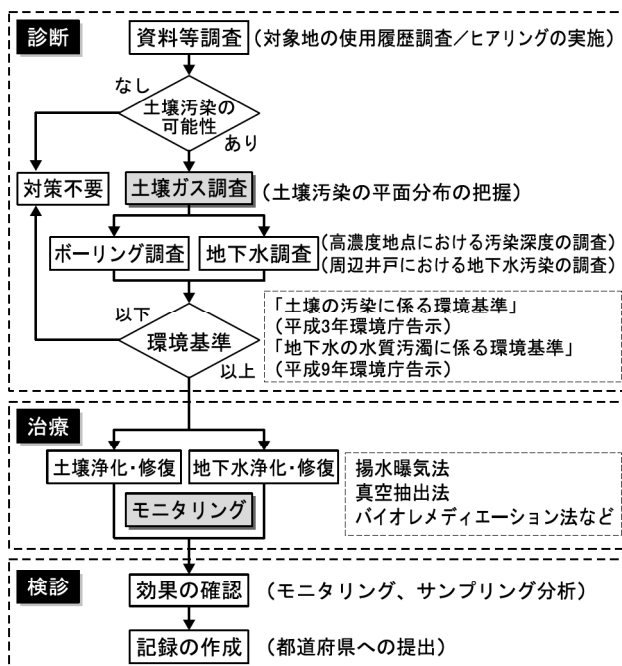 診断
資料等調査
(対象地の使用履歴調査／ヒアリングの実施)
なし
土壌汚染の
可能性
あり
対策不要
土壌ガス調査
(土壌汚染の平面分布の把握)
ボーリング調査
地下水調査
(高濃度地点における汚染深度の調査)
(周辺井戸における地下水汚染の調査)
以下
環境基準
以上
「土壌の汚染に係る環境基準」
(平成3年環境庁告示)
「地下水の水質汚濁に係る環境基準」
(平成9年環境庁告示)
治療
土壌浄化・修復
地下水浄化・修復
モニタリング
揚水曝気法
真空抽出法
バイオレメディエーション法など
検診
効果の確認
(モニタリング、サンプリング分析)
記録の作成
(都道府県への提出)